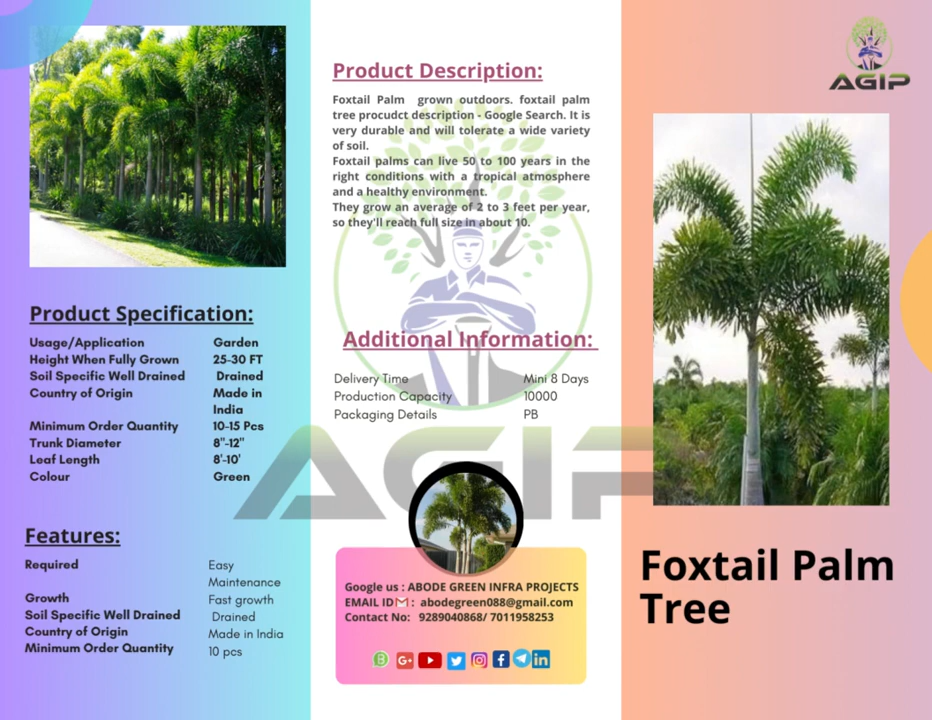 Product Specification:
Usage/Application Garden
Height When Fully Grown 25-30 FT
Soil Specific Well Drained Drained
Country of Origin Made in
India
Minimum Order Quantity 10-15 Pcs
Trunk Diameter 8"-12"
Leaf Length 8'-10'
Colour Green
Features:
Required Easy
Maintenance
Growth Fast growth
Soil Specific Well Drained Drained
Country of Origin Made in India
Minimum Order Quantity 10 pcs
Product Description:
Foxtail Palm grown outdoors. foxtail palm
tree procudct description - Google Search. It is
very durable and will tolerate a wide variety
of soil.
Foxtail palms can live 50 to 100 years in the
right conditions with a tropical atmosphere
and a healthy environment.
They grow an average of 2 to 3 feet per year,
so they'll reach full size in about 10.
Additional Information:
Delivery Time Mini 8 Days
Production Capacity 10000
Packaging Details PB
AGIP
Google us : ABODE GREEN INFRA PROJECTS
EMAIL ID : abodegreen088@gmail.com
Contact No: 9289040868/ 7011958253
AGIP
Foxtail Palm
Tree